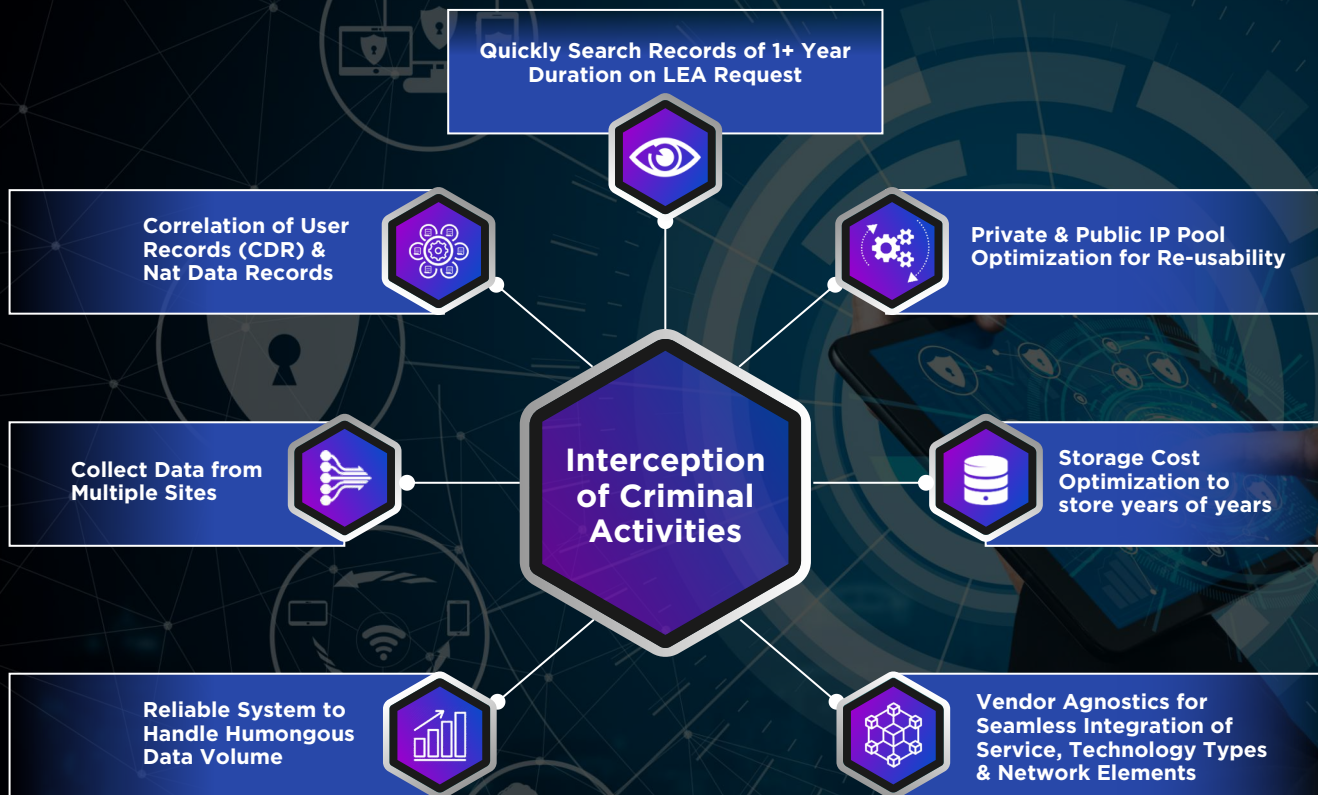 Quickly Search Records of 1+ Year
Duration on LEA Request
Correlation of User
Records (CDR) &
Nat Data Records
Private & Public IP Pool
Optimization for Re-usability
Collect Data from
Multiple Sites
Interception
of Criminal
Activities
Storage Cost
Optimization to
store years of years
Reliable System to
Handle Humongous
Data Volume
Vendor Agnostics for
Seamless Integration of
Service, Technology Types
& Network Elements